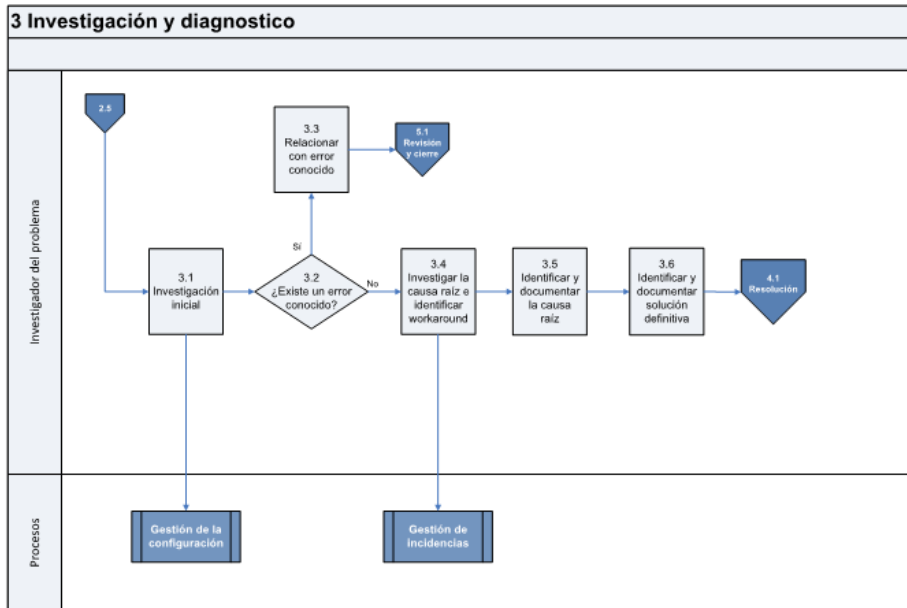 3 Investigación y diagnostico
Investigador del problema
2.5
3.3
Relacionar
con error
conocido
5.1
Revisión
y cierre
Sí
3.1
Investigación
inicial
3.2
¿Existe un error
conocido?
No
3.4
Investigar la
causa raíz e
identificar
workaround
3.5
Identificar y
documentar
la causa
raíz
3.6
Identificar y
documentar
solución
definitiva
4.1
Resolución
Procesos
Gestión de la
configuración
Gestión de
incidencias